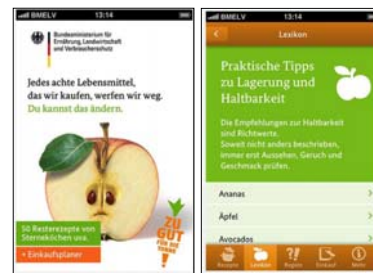 BMELV 13:14
Bundesministerium für
Ernährung, Landwirtschaft
und Verbraucherschutz
Jedes achte Lebensmittel,
das wir kaufen, werfen wir weg.
Du kannst das ändern.
50 Resterezepte von
Sterneköchen usw.
+ Einkaufsplaner
ZU
GUT
FÜR DIE
TONNE
!
BMELV 13:14
Lexikon
Praktische Tipps
zu Lagerung und
Haltbarkeit
Die Empfehlungen zur Haltbarkeit
sind Richtwerte.
Soweit nicht anders beschrieben,
immer erst Aussehen, Geruch und
Geschmack prüfen.
Ananas
Äpfel
Avocados
Rezepte Lexikon Regeln Einkauf Mehr